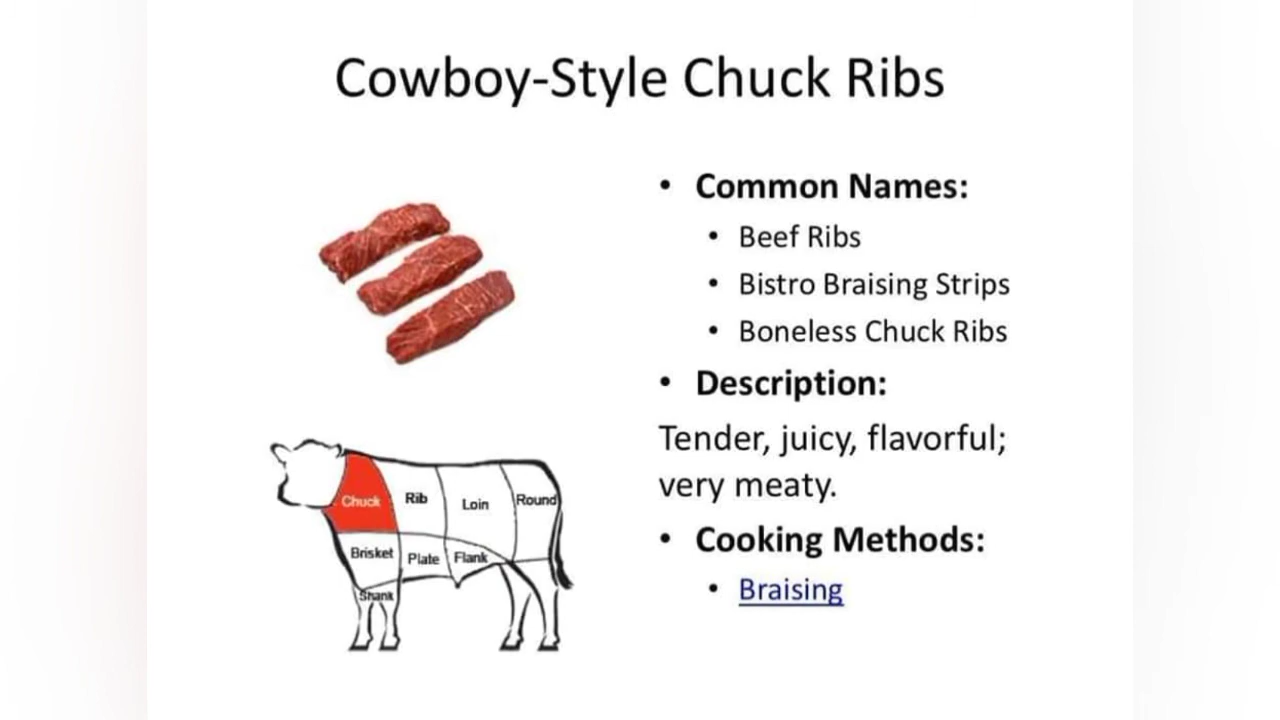 Cowboy-Style Chuck Ribs
• Common Names:
• Beef Ribs
• Bistro Braising Strips
• Boneless Chuck Ribs
• Description:
Tender, juicy, flavorful;
very meaty.
• Cooking Methods:
• Braising
Chuck Rib Loin Round
Brisket Plate Flank
Shank